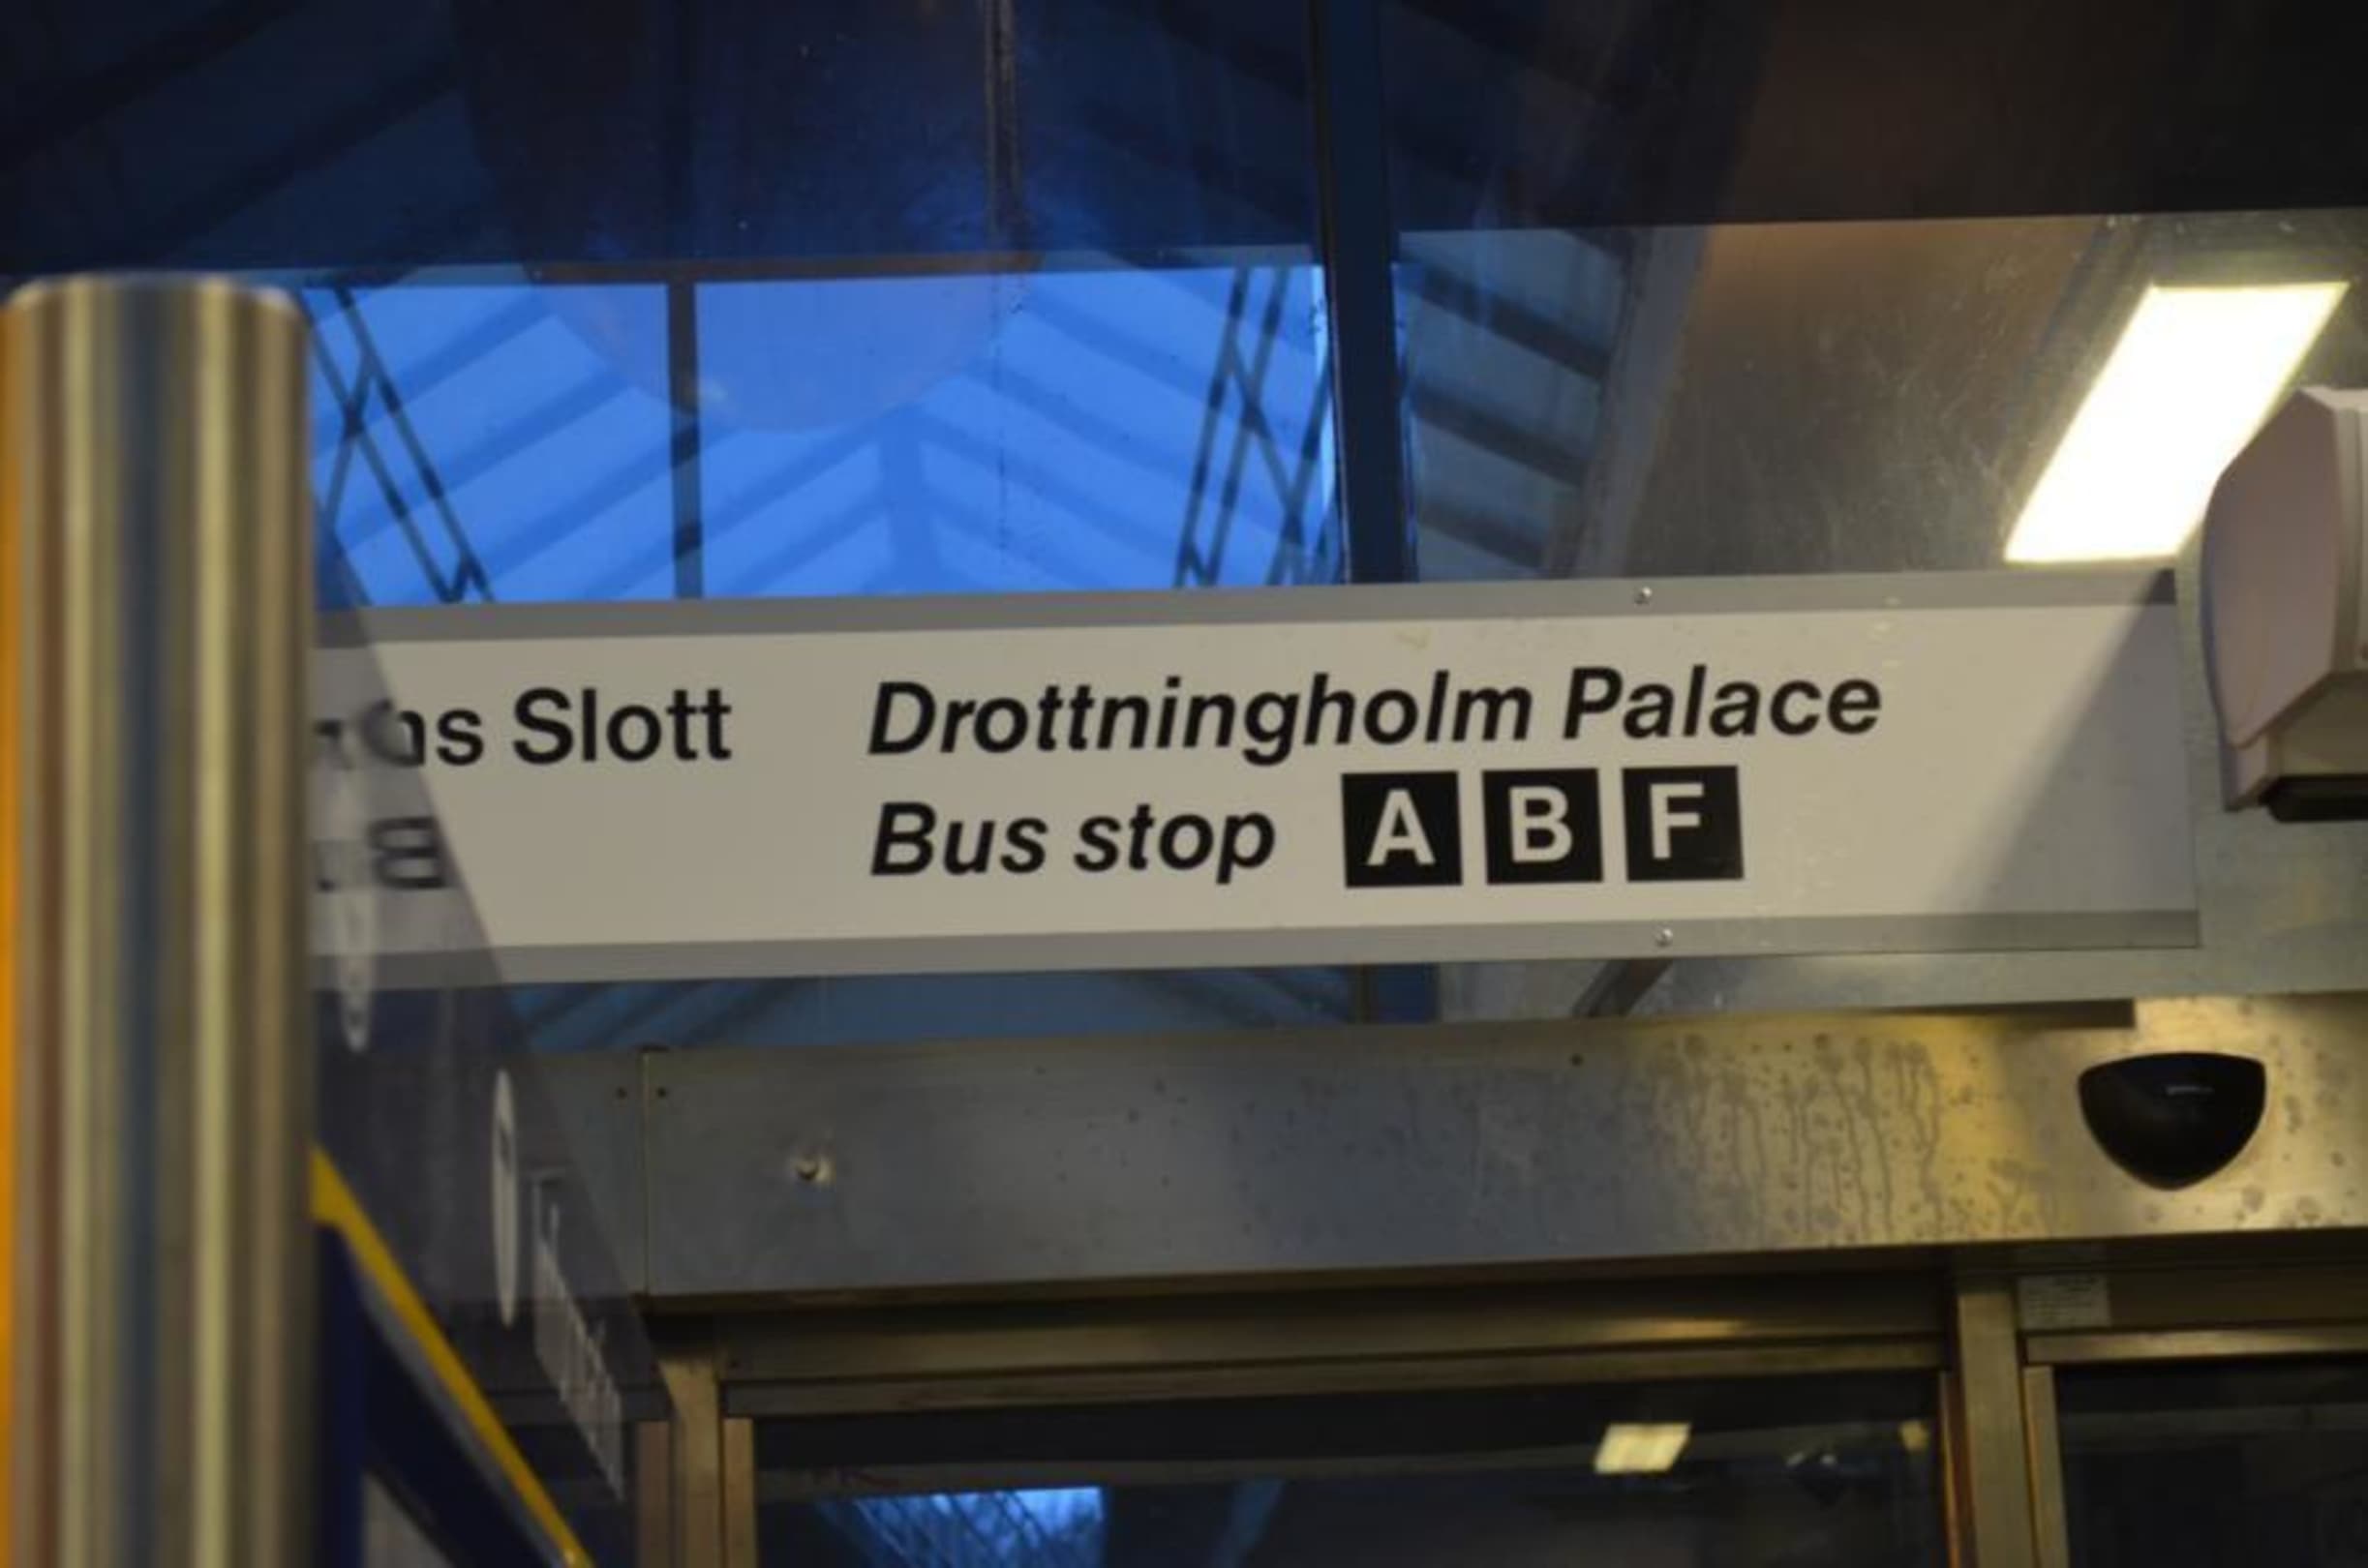 Slott Drottningholm Palace
Bus stop A B F